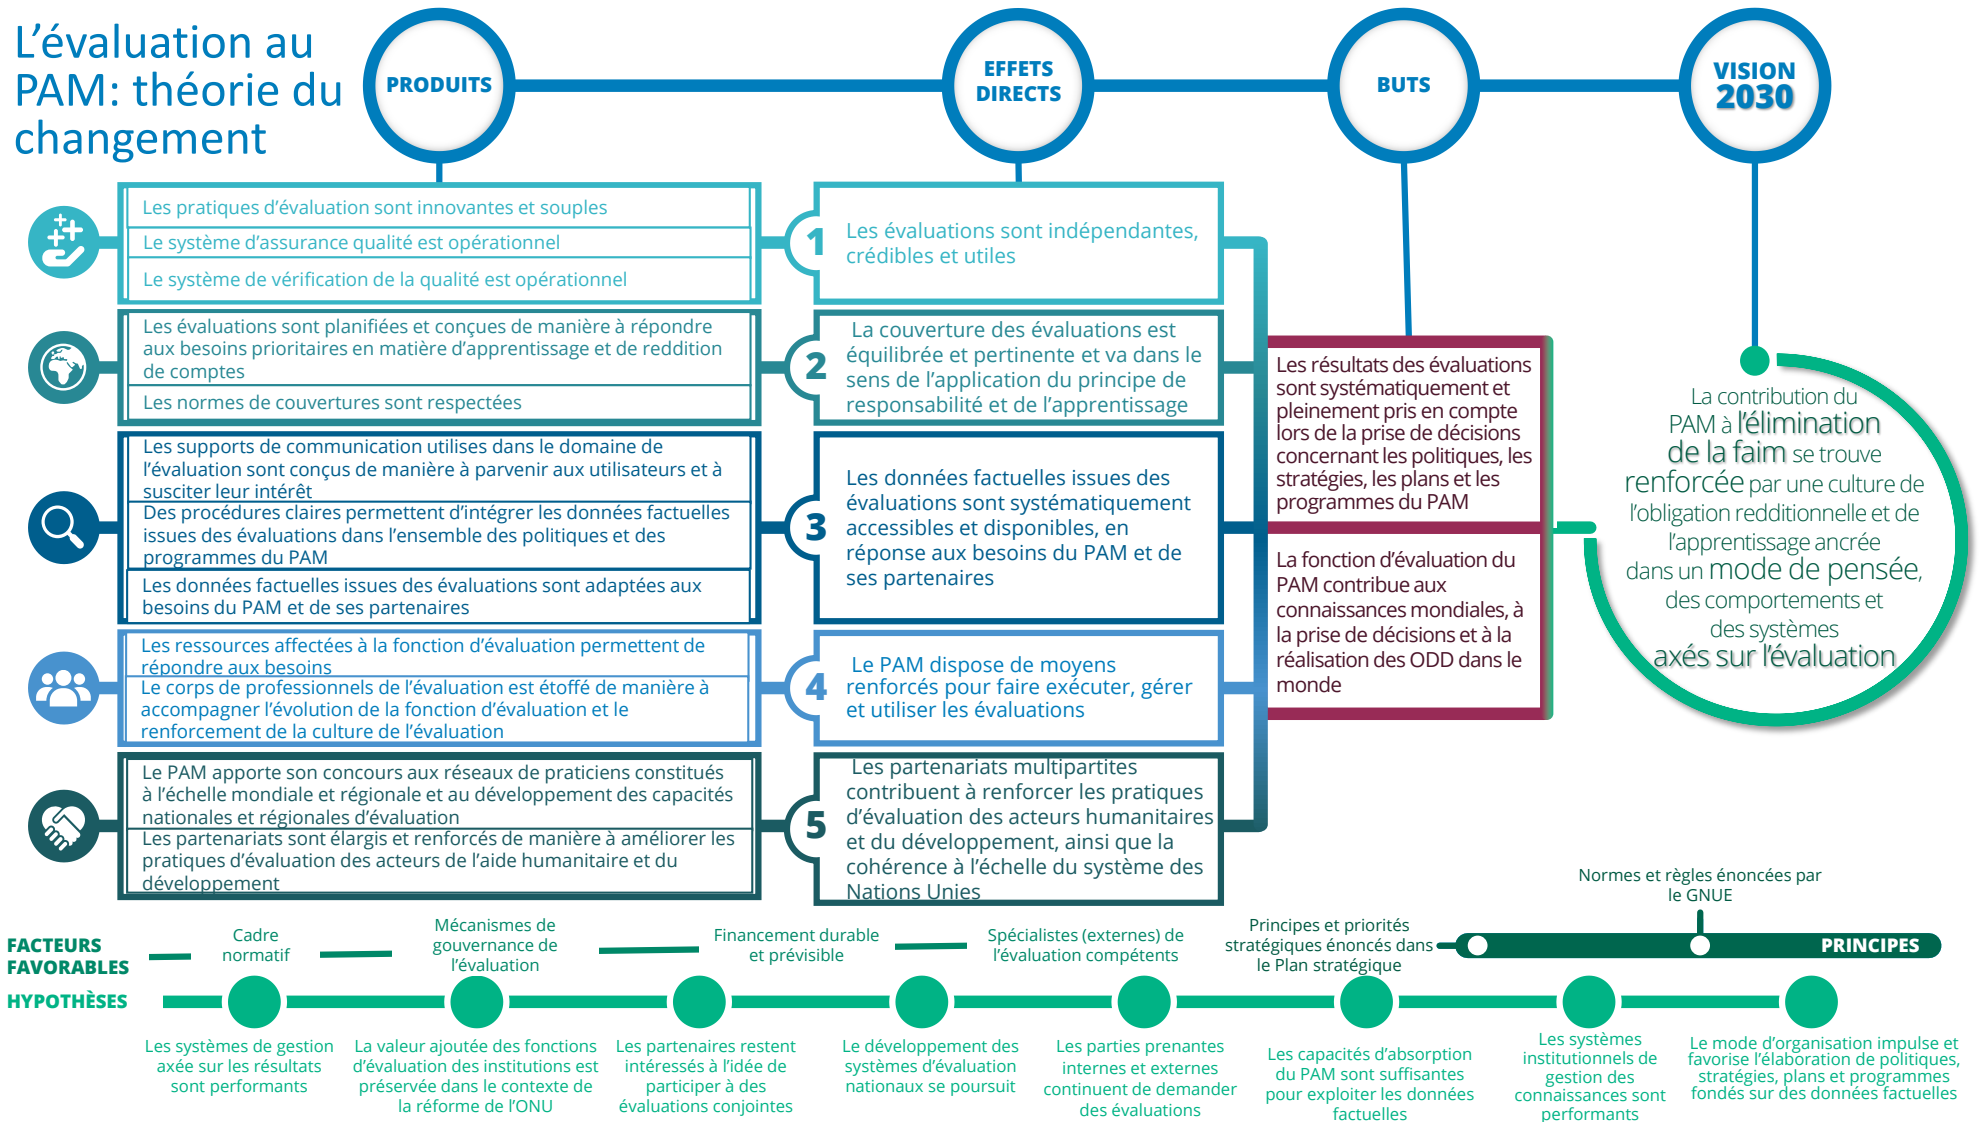 L’évaluation au
PAM: théorie du
changement
PRODUITS
EFFETS
DIRECTS
BUTS
VISION
2030
Les pratiques d’évaluation sont innovantes et souples
Le système d’assurance qualité est opérationnel
Le système de vérification de la qualité est opérationnel
1
Les évaluations sont indépendantes,
crédibles et utiles
Les évaluations sont planifiées et conçues de manière à répondre
aux besoins prioritaires en matière d’apprentissage et de reddition
de comptes
Les normes de couvertures sont respectées
2
La couverture des évaluations est
équilibrée et pertinente et va dans le
sens de l’application du principe de
responsabilité et de l’apprentissage
Les supports de communication utilises dans le domaine de
l’évaluation sont conçus de manière à parvenir aux utilisateurs et à
susciter leur intérêt
Des procédures claires permettent d’intégrer les données factuelles
issues des évaluations dans l’ensemble des politiques et des
programmes du PAM
Les données factuelles issues des évaluations sont adaptées aux
besoins du PAM et de ses partenaires
3
Les données factuelles issues des
évaluations sont systématiquement
accessibles et disponibles, en
réponse aux besoins du PAM et de
ses partenaires
Les ressources affectées à la fonction d’évaluation permettent de
répondre aux besoins
Le corps de professionnels de l’évaluation est étoffé de manière à
accompagner l’évolution de la fonction d’évaluation et le
renforcement de la culture de l’évaluation
4
Le PAM dispose de moyens
renforcés pour faire exécuter, gérer
et utiliser les évaluations
Le PAM apporte son concours aux réseaux de praticiens constitués
à l’échelle mondiale et régionale et au développement des capacités
nationales et régionales d’évaluation
Les partenariats sont élargis et renforcés de manière à améliorer les
pratiques d’évaluation des acteurs de l’aide humanitaire et du
développement
5
Les partenariats multipartites
contribuent à renforcer les pratiques
d’évaluation des acteurs humanitaires
et du développement, ainsi que la
cohérence à l’échelle du système des
Nations Unies
Les résultats des évaluations
sont systématiquement et
pleinement pris en compte
lors de la prise de décisions
concernant les politiques, les
stratégies, les plans et les
programmes du PAM
La fonction d’évaluation du
PAM contribue aux
connaissances mondiales, à
la prise de décisions et à la
réalisation des ODD dans le
monde
La contribution du
PAM à l’élimination
de la faim se trouve
renforcée par une culture de
l’obligation redditionnelle et de
l’apprentissage ancrée
dans un mode de pensée,
des comportements et
des systèmes
axés sur l’évaluation
FACTEURS
FAVORABLES
Cadre
normatif
Mécanismes de
gouvernance de
l’évaluation
Financement durable
et prévisible
Spécialistes (externes) de
l’évaluation compétents
Principes et priorités
stratégiques énoncés dans
le Plan stratégique
Normes et règles énoncées par
le GNUE
PRINCIPES
HYPOTHÈSES
Les systèmes de gestion
axée sur les résultats
sont performants
La valeur ajoutée des fonctions
d’évaluation des institutions est
préservée dans le contexte de
la réforme de l’ONU
Les partenaires restent
intéressés à l’idée de
participer à des
évaluations conjointes
Le développement des
systèmes d’évaluation
nationaux se poursuit
Les parties prenantes
internes et externes
continuent de demander
des évaluations
Les capacités d’absorption
du PAM sont suffisantes
pour exploiter les données
factuelles
Les systèmes
institutionnels de
gestion des
connaissances sont
performants
Le mode d’organisation impulse et
favorise l’élaboration de politiques,
stratégies, plans et programmes
fondés sur des données factuelles